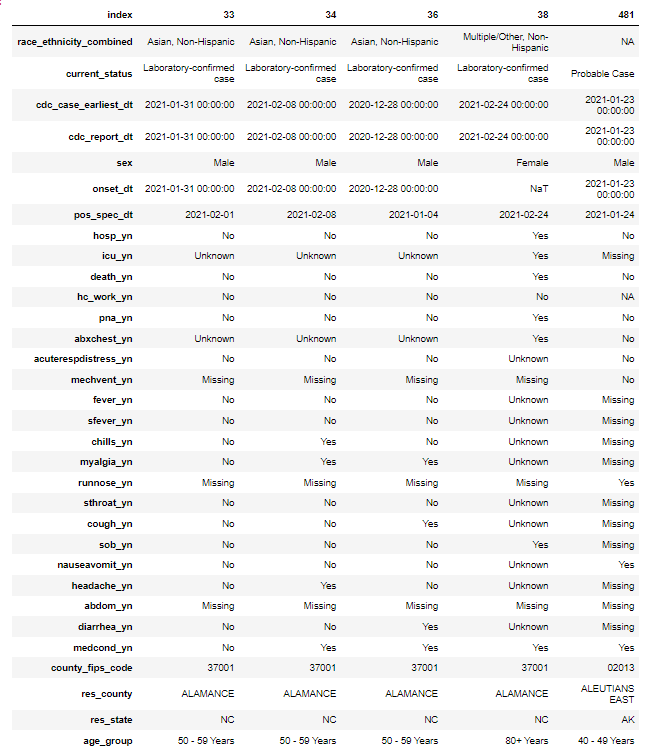 index 33 34 36 38 481
race_ethnicity_combined Asian, Non-Hispanic Asian, Non-Hispanic Asian, Non-Hispanic Multiple/Other, Non-Hispanic NA
current_status Laboratory-confirmed case Laboratory-confirmed case Laboratory-confirmed case Laboratory-confirmed case Probable Case
cdc_case_earliest_dt 2021-01-31 00:00:00 2021-02-08 00:00:00 2020-12-28 00:00:00 2021-02-24 00:00:00 2021-01-23 00:00:00
cdc_report_dt 2021-01-31 00:00:00 2021-02-08 00:00:00 2020-12-28 00:00:00 2021-02-24 00:00:00 2021-01-23 00:00:00
sex Male Male Male Female Male
onset_dt 2021-01-31 00:00:00 2021-02-08 00:00:00 2020-12-28 00:00:00 NaT 2021-01-23 00:00:00
pos_spec_dt 2021-02-01 2021-02-08 2021-01-04 2021-02-24 2021-01-24
hosp_yn No No No Yes No
icu_yn Unknown Unknown Unknown Yes Missing
death_yn No No No Yes No
hc_work_yn No No No No NA
pna_yn No No No Yes No
abxchest_yn Unknown Unknown Unknown Yes No
acuterespdistress_yn No No No Unknown No
mechvent_yn Missing Missing Missing Missing No
fever_yn No No No Unknown Missing
sfever_yn No No No Unknown Missing
chills_yn No Yes No Unknown Missing
myalgia_yn No Yes Yes Unknown Missing
runnose_yn Missing Missing Missing Missing Yes
sthroat_yn No No No Unknown Missing
cough_yn No No Yes Unknown Missing
sob_yn No No No Yes Missing
nauseavomit_yn No No No Unknown Yes
headache_yn No Yes No Unknown Missing
abdom_yn Missing Missing Missing Missing Missing
diarrhea_yn No No Yes Unknown Missing
medcond_yn No Yes Yes Yes Yes
county_fips_code 37001 37001 37001 37001 02013
res_county ALAMANCE ALAMANCE ALAMANCE ALAMANCE ALEUTIANS EAST
res_state NC NC NC NC AK
age_group 50 - 59 Years 50 - 59 Years 50 - 59 Years 80+ Years 40 - 49 Years